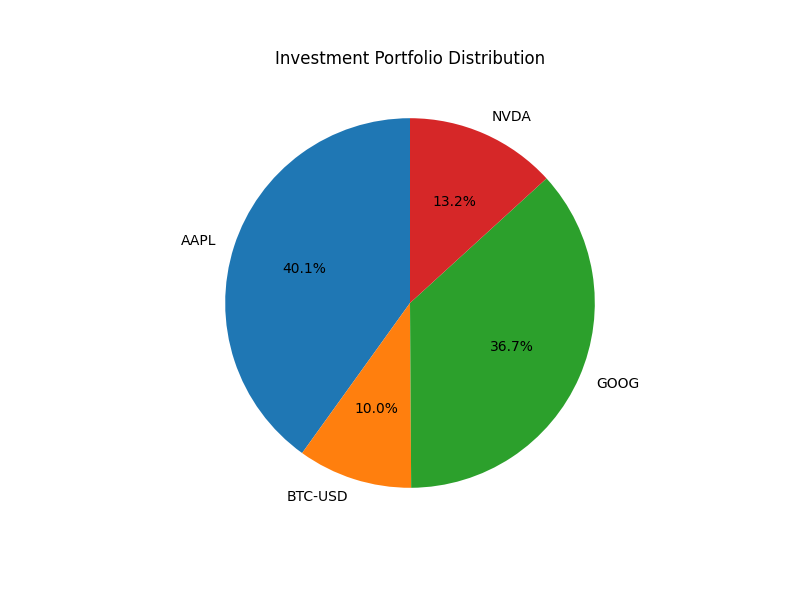 Investment Portfolio Distribution
NVDA
13.2%
AAPL
40.1%
36.7%
GOOG
10.0%
BTC-USD